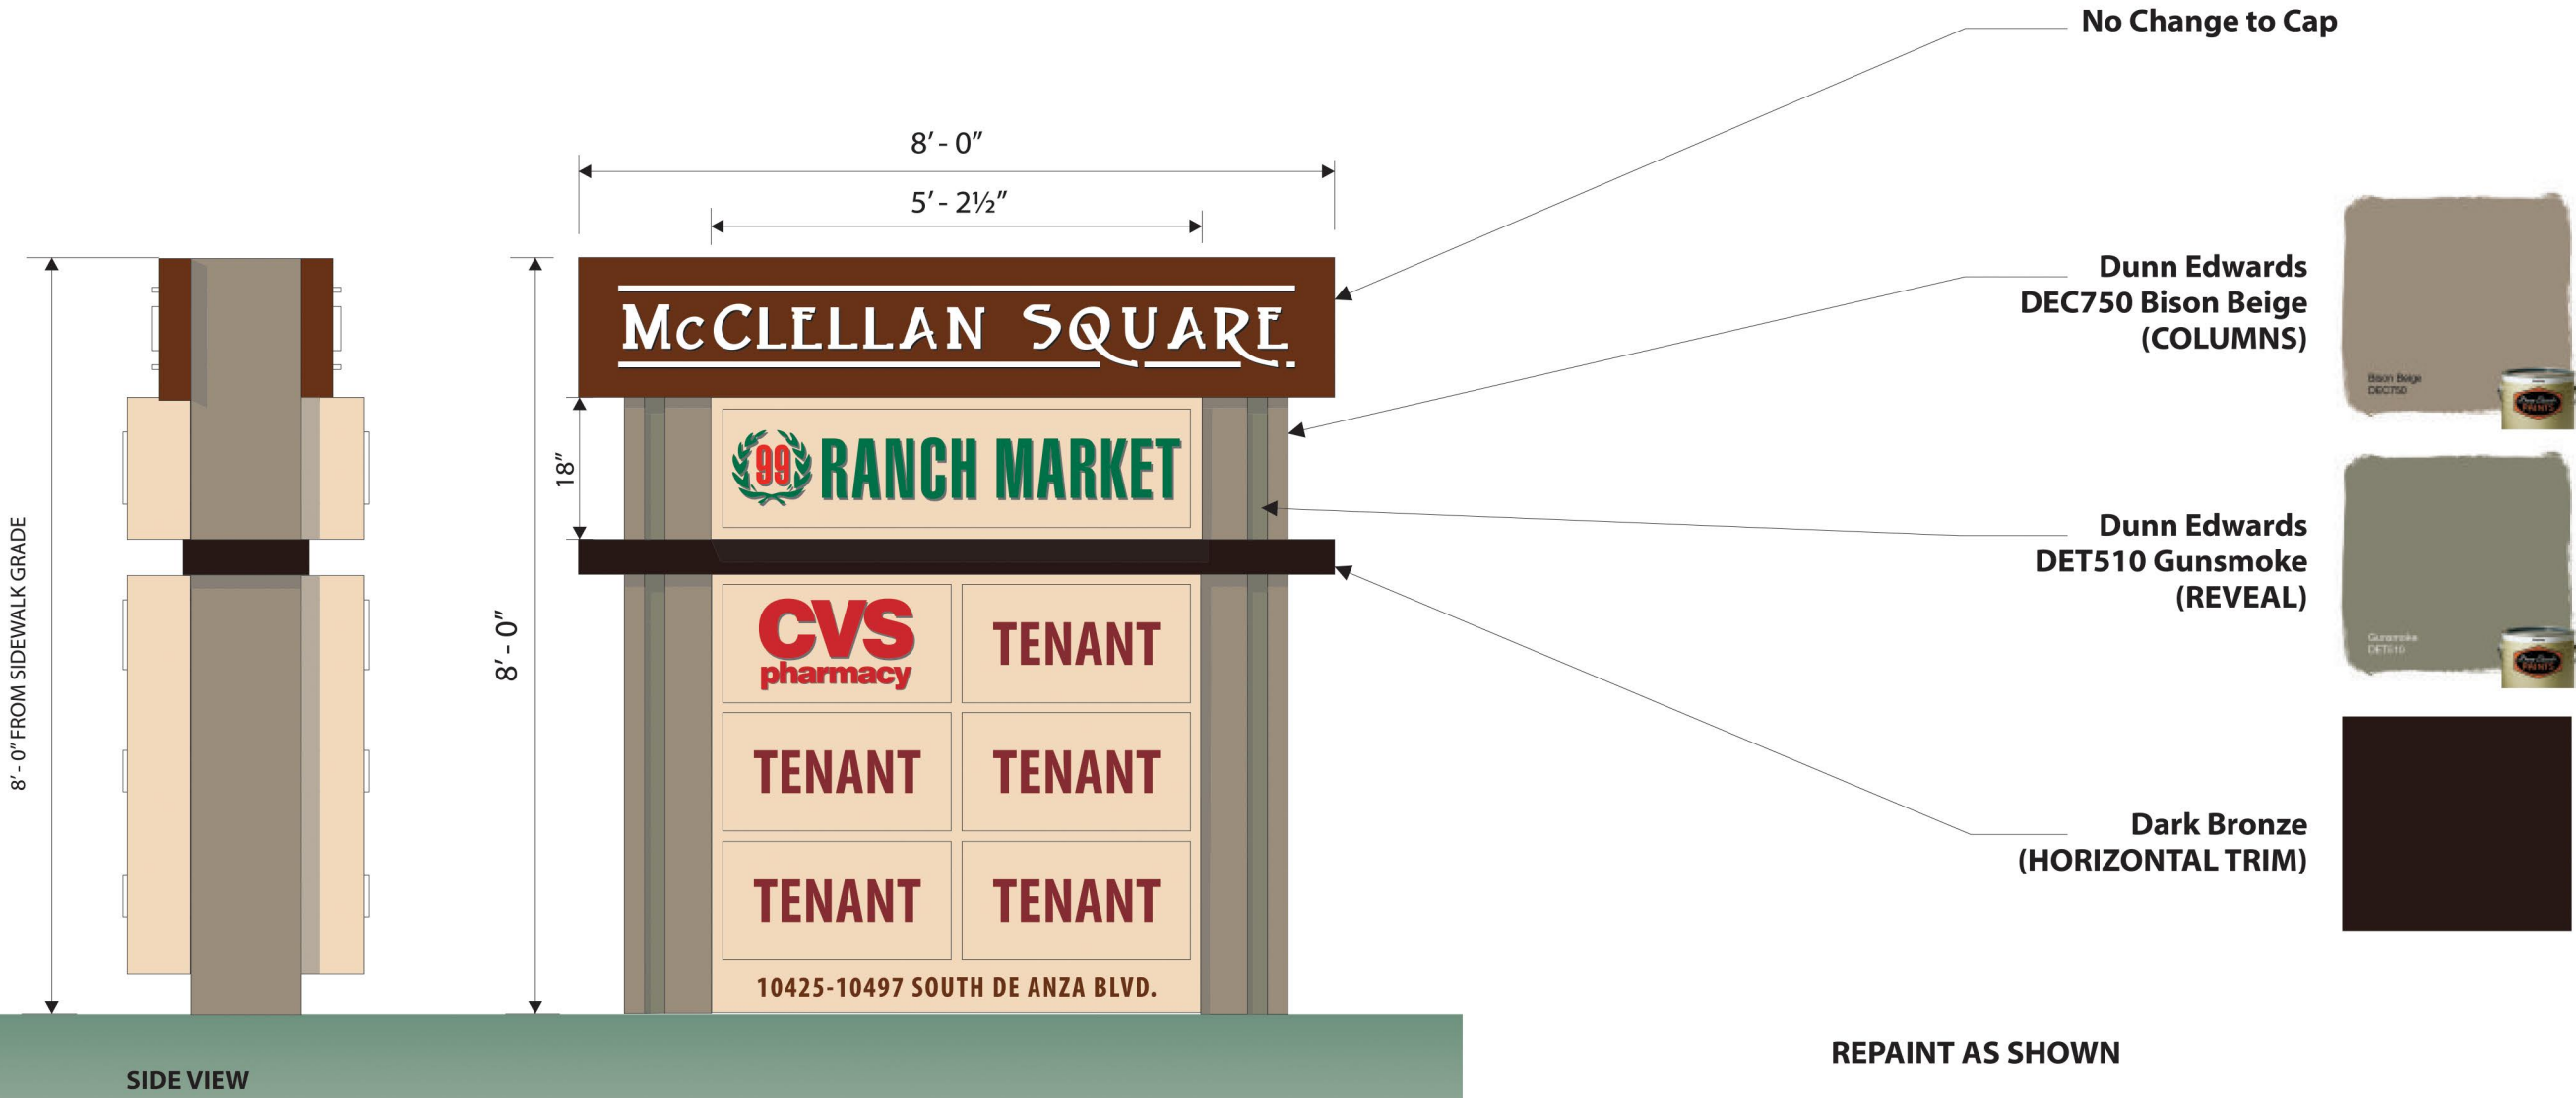 No Change to Cap
8' - 0"
5' - 2½"
8' - 0" FROM SIDEWALK GRADE
8' - 0"
18"
McCLELLAN SQUARE
99 RANCH MARKET
CVS
pharmacy
TENANT
TENANT
TENANT
TENANT
TENANT
10425-10497 SOUTH DE ANZA BLVD.
SIDE VIEW
Dunn Edwards
DEC750 Bison Beige
(COLUMNS)
Bison Beige
DEC750
PAINTS
Dunn Edwards
DET510 Gunsmoke
(REVEAL)
Gunsmoke
DET510
PAINTS
Dark Bronze
(HORIZONTAL TRIM)
REPAINT AS SHOWN